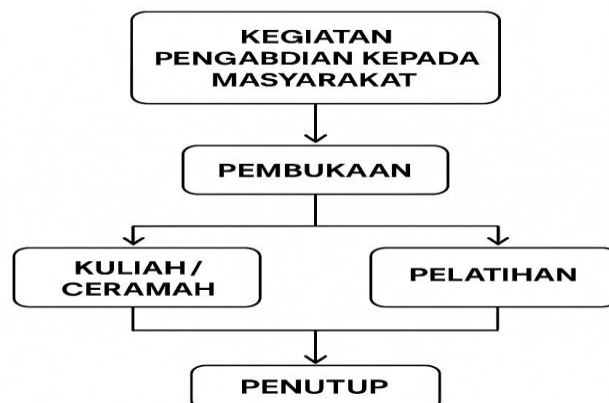 KEGIATAN
PENGABDIAN KEPADA
MASYARAKAT
PEMBUKAAN
KULIAH /
CERAMAH
PELATIHAN
PENUTUP